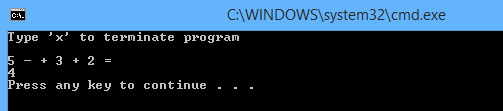 C:\WINDOWS\system32\cmd.exe
Type 'x' to terminate program
5 - + 3 + 2 =
4
Press any key to continue . . .